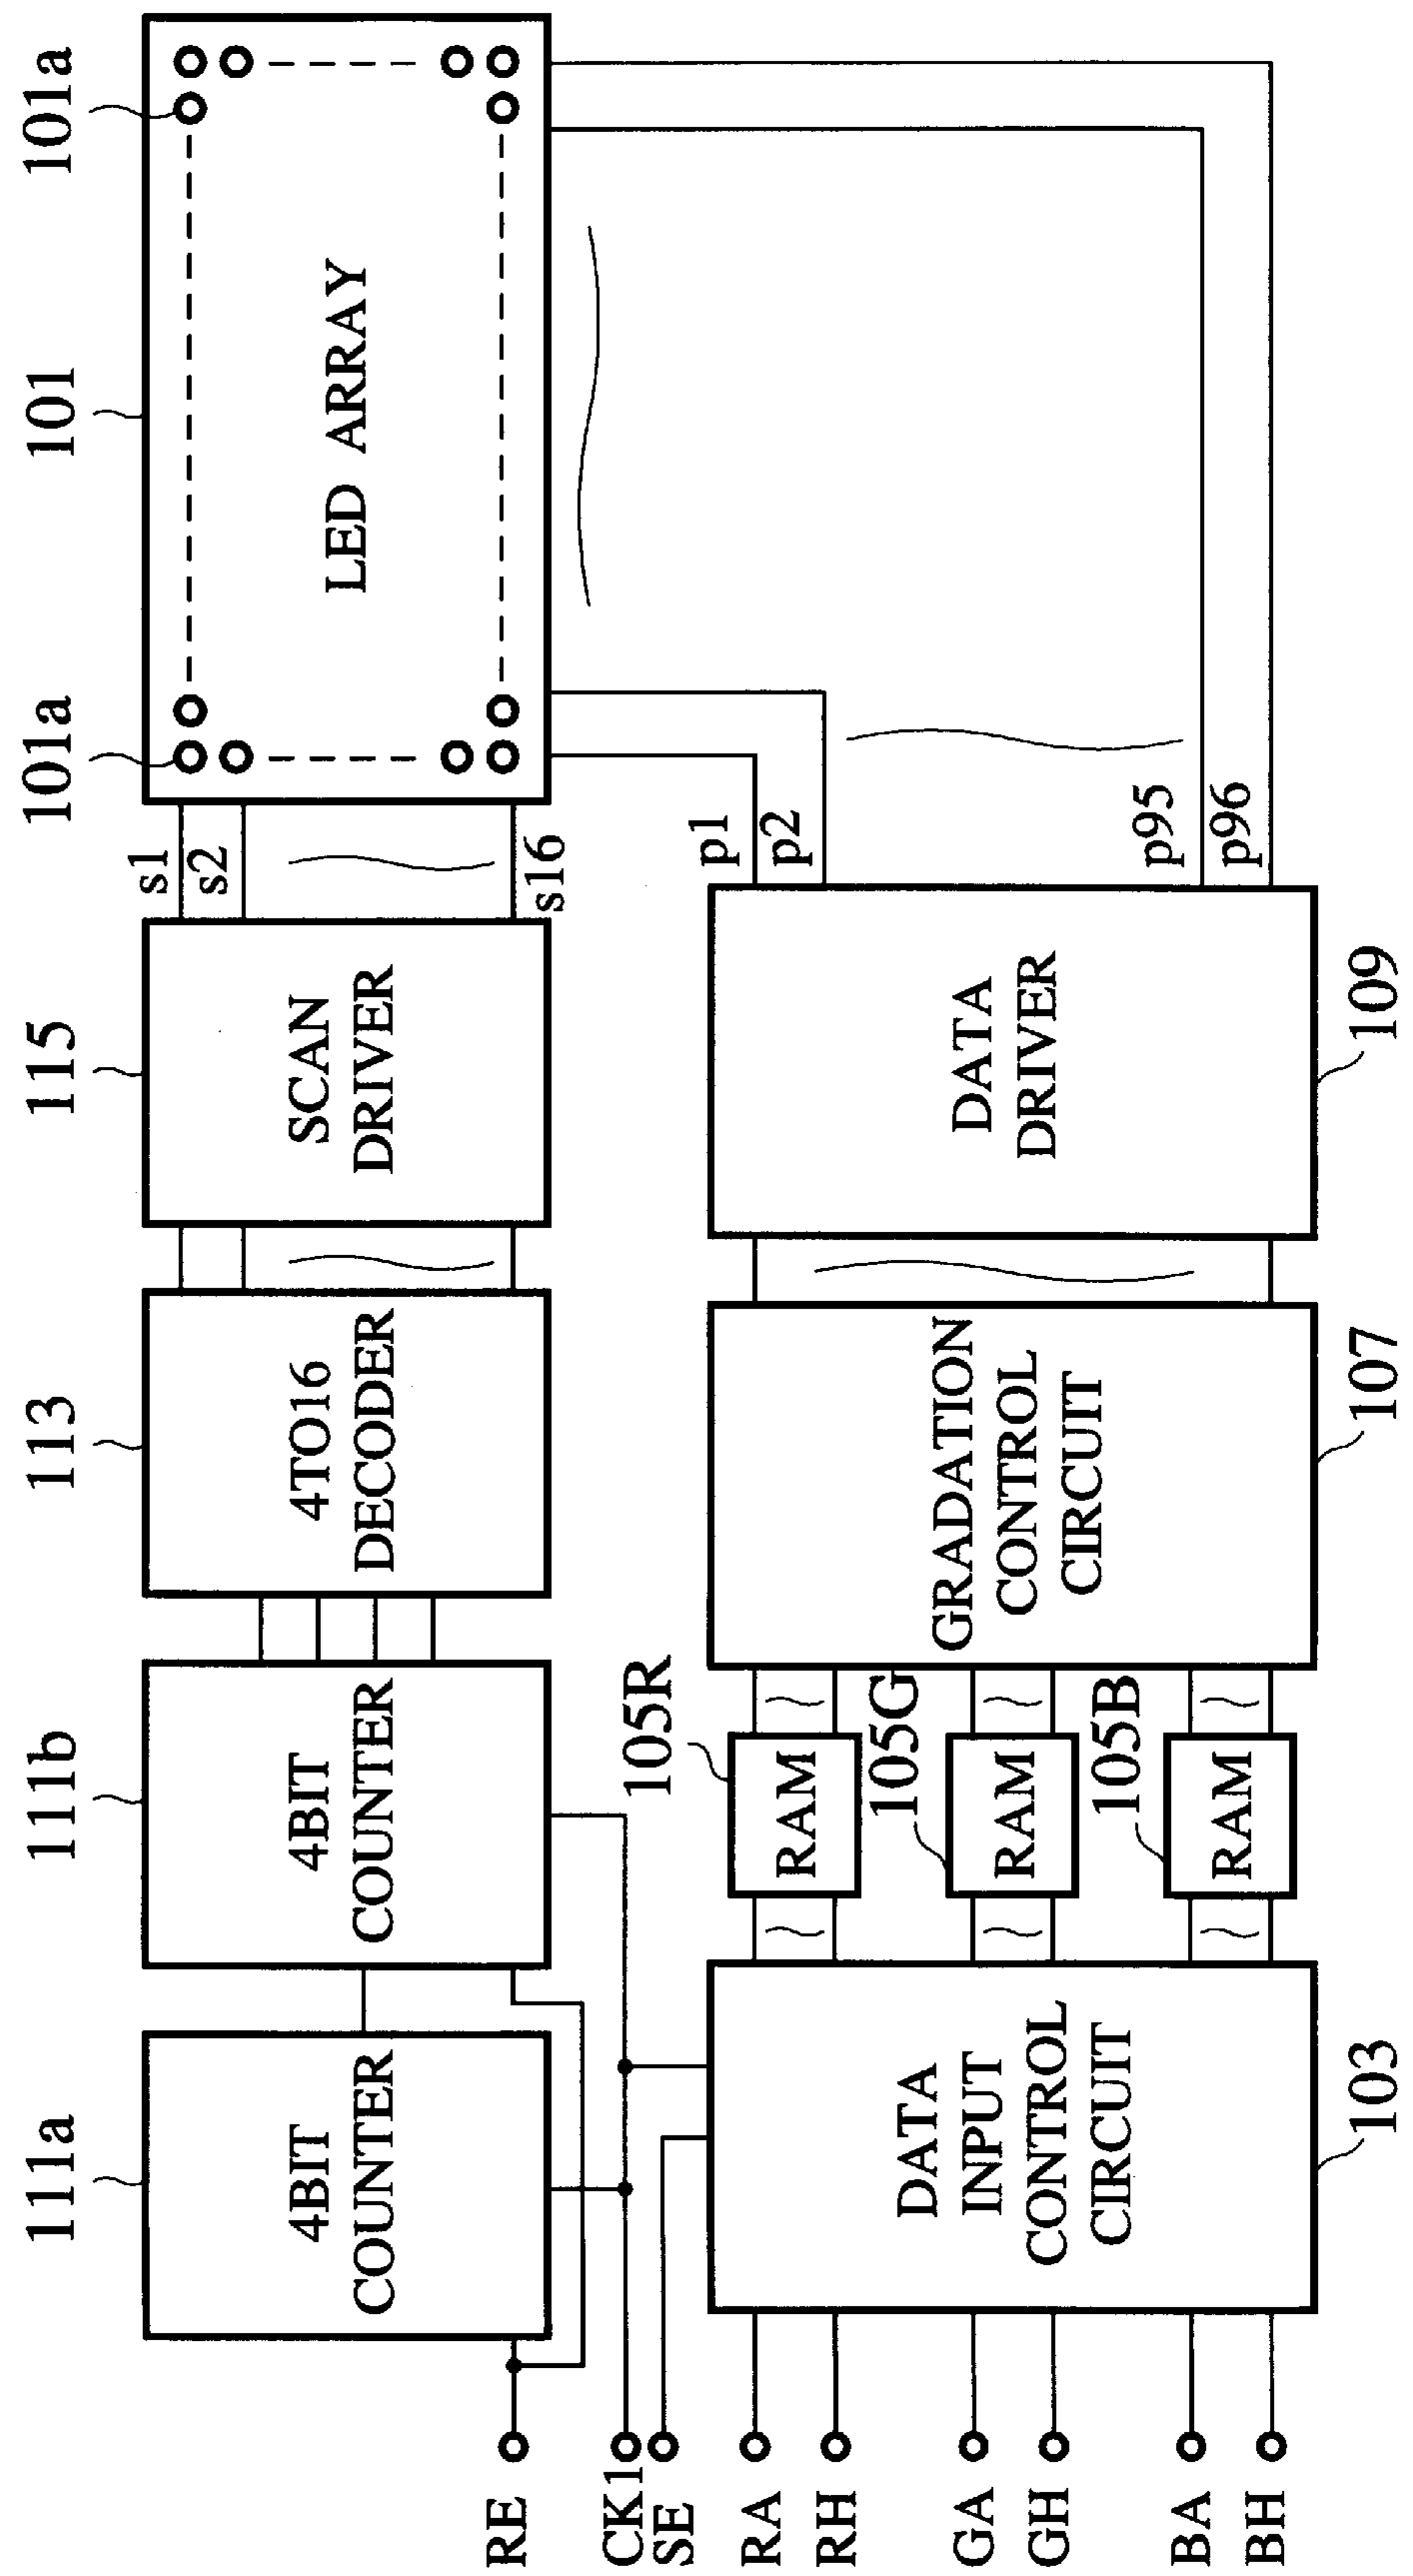 111a
111b
113
115
101a
101
101a
4BIT
COUNTER
4BIT
COUNTER
4TO16
DECODER
SCAN
DRIVER
s1
s2
s16
LED ARRAY
RE
CK1
SE
RA
RH
GA
GH
BA
BH
DATA
INPUT
CONTROL
CIRCUIT
103
105R
RAM
105G
RAM
105B
RAM
GRADATION
CONTROL
CIRCUIT
107
DATA
DRIVER
109
p1
p2
p95
p96